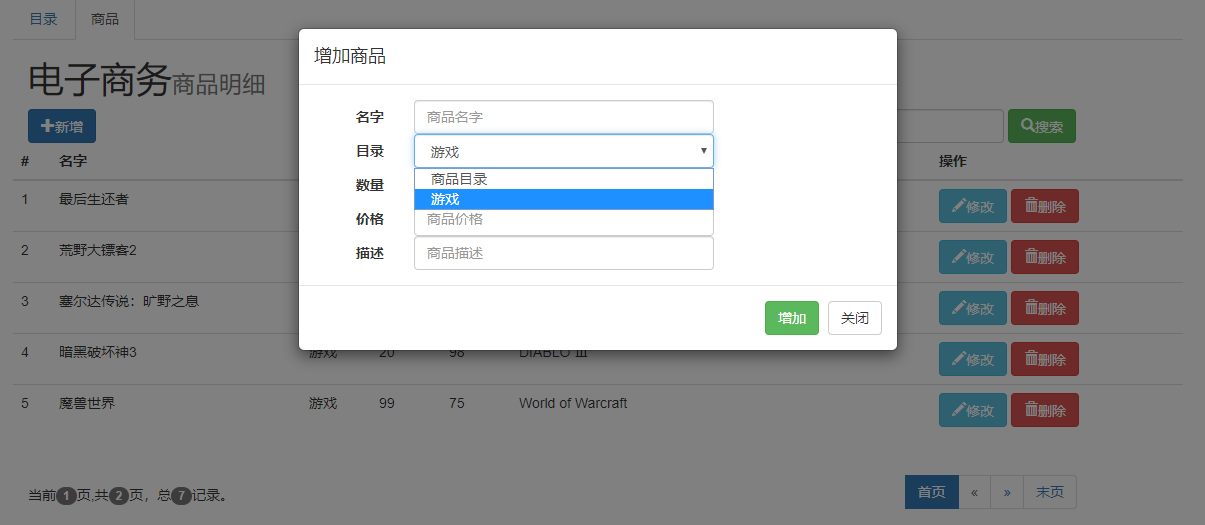 目录 商品
增加商品
电子商务商品明细
名字 商品名字
新增 搜索
目录 游戏
# 名字 操作
商品目录
数量
游戏
1 最后生还者 修改 删除
价格 商品价格
2 荒野大镖客2 修改 删除
描述 商品描述
3 塞尔达传说：旷野之息 修改 删除
增加 关闭
4 暗黑破坏神3 游戏 20 98 DIABLO Ⅲ 修改 删除
5 魔兽世界 游戏 99 75 World of Warcraft 修改 删除
当前1页,共2页，总7记录。 首页 « » 末页